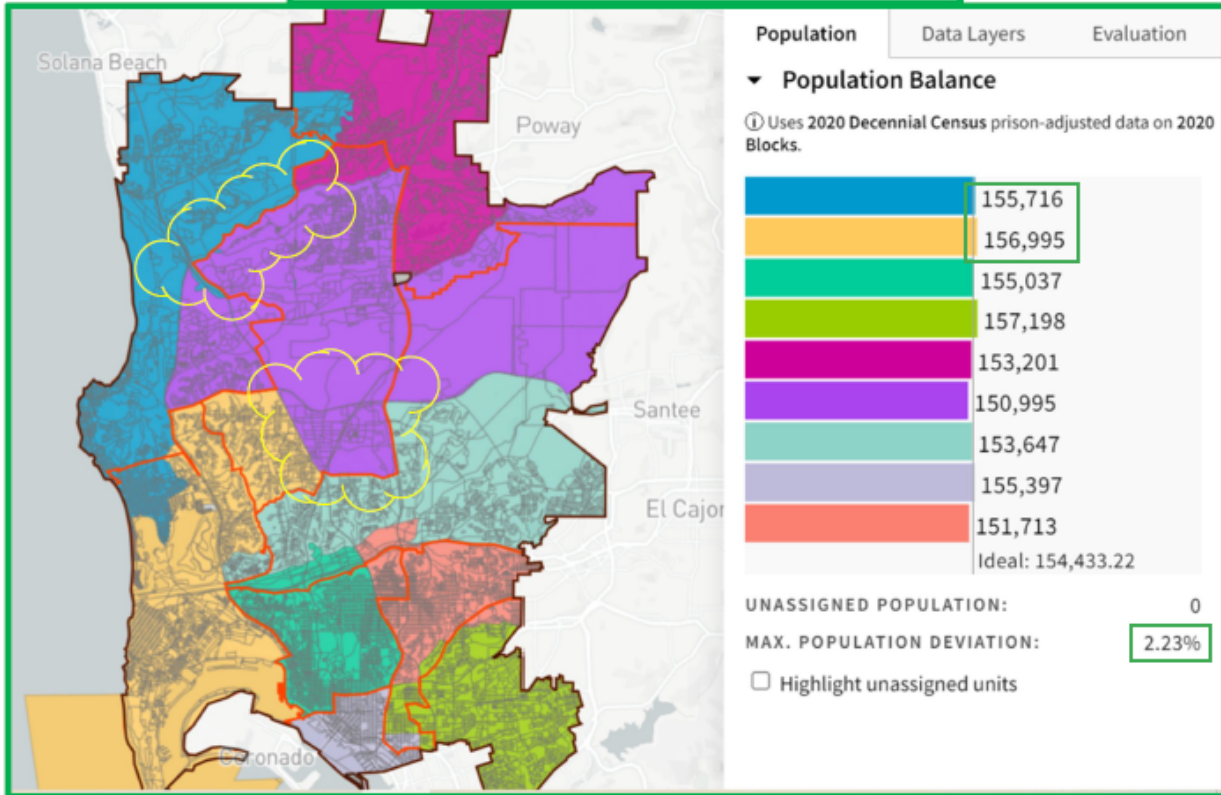 Solana Beach
Poway
Santee
El Cajon
Coronado
Population
Data Layers
Evaluation
Population Balance
Uses 2020 Decennial Census prison-adjusted data on 2020
Blocks.
155,716
156,995
155,037
157,198
153,201
150,995
153,647
155,397
151,713
Ideal: 154,433.22
UNASSIGNED POPULATION: 0
MAX. POPULATION DEVIATION: 2.23%
Highlight unassigned units